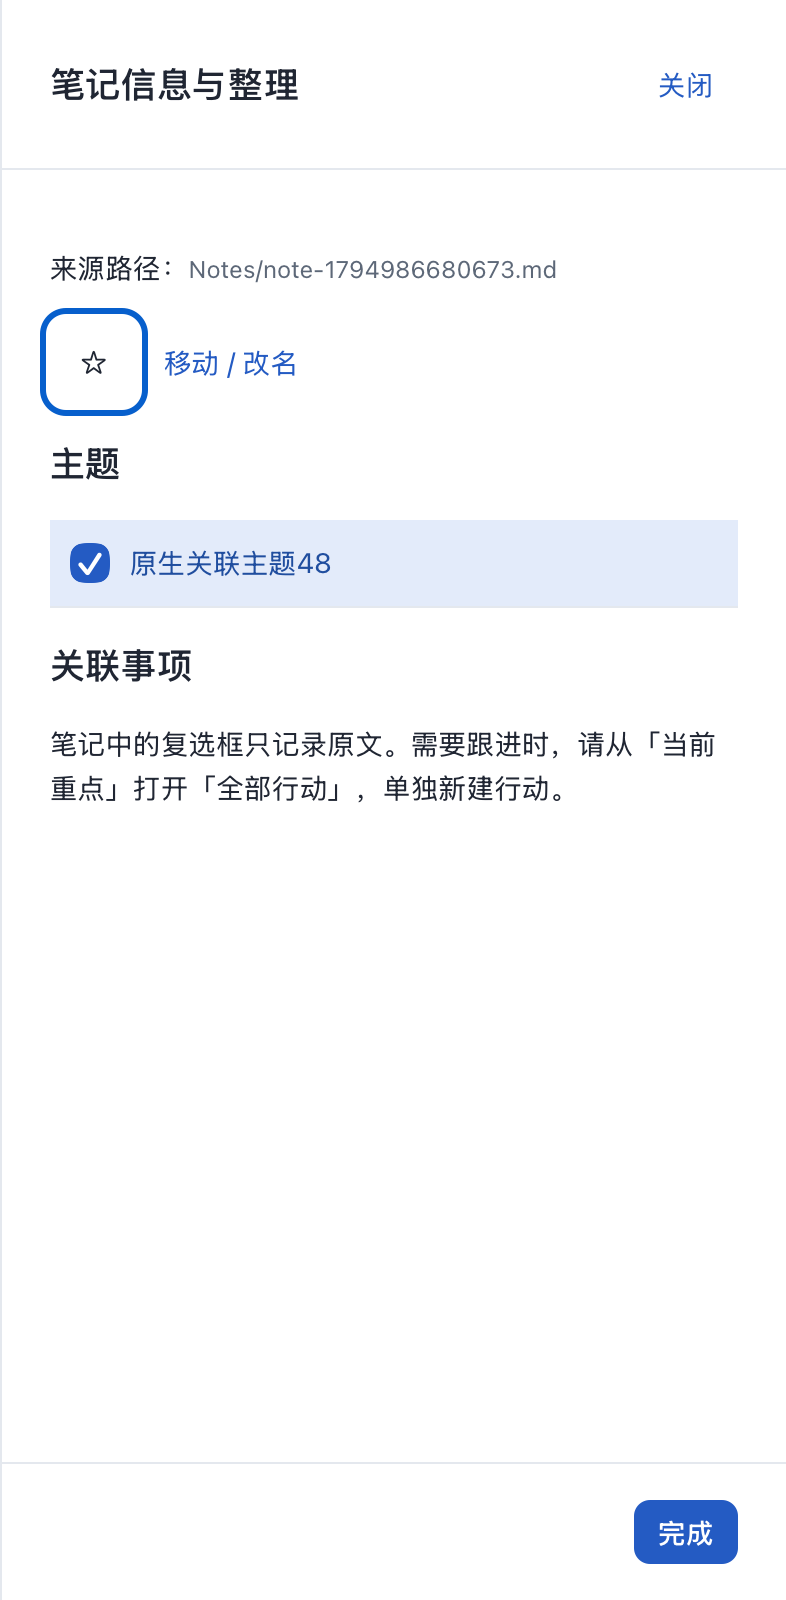 笔记信息与整理
关闭
来源路径： Notes/note-1794986680673.md
☆ 移动 / 改名
主题
原生关联主题48
关联事项
笔记中的复选框只记录原文。需要跟进时，请从「当前
重点」打开「全部行动」，单独新建行动。
完成